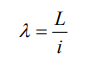 λ = L / i